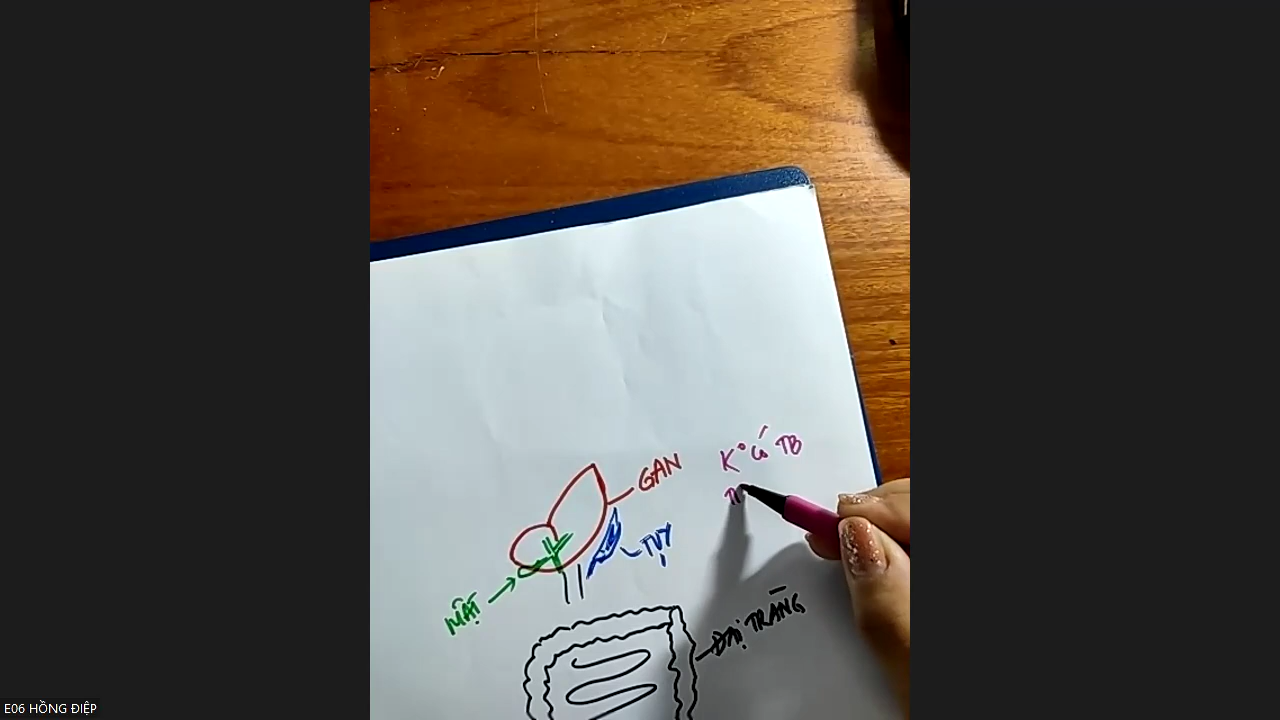 K° có TB
GAN
TỤY
MẬT
ĐẠI TRÀNG
E06 HỒNG ĐIỆP